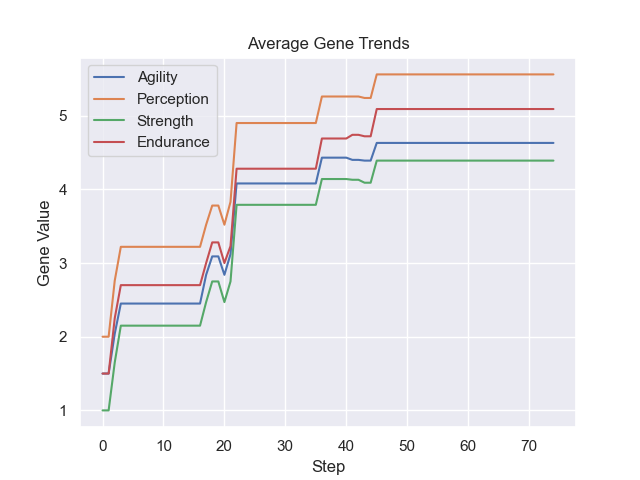 Average Gene Trends
Agility
Perception
Strength
Endurance
Gene Value
5
4
3
2
1
0 10 20 30 40 50 60 70
Step